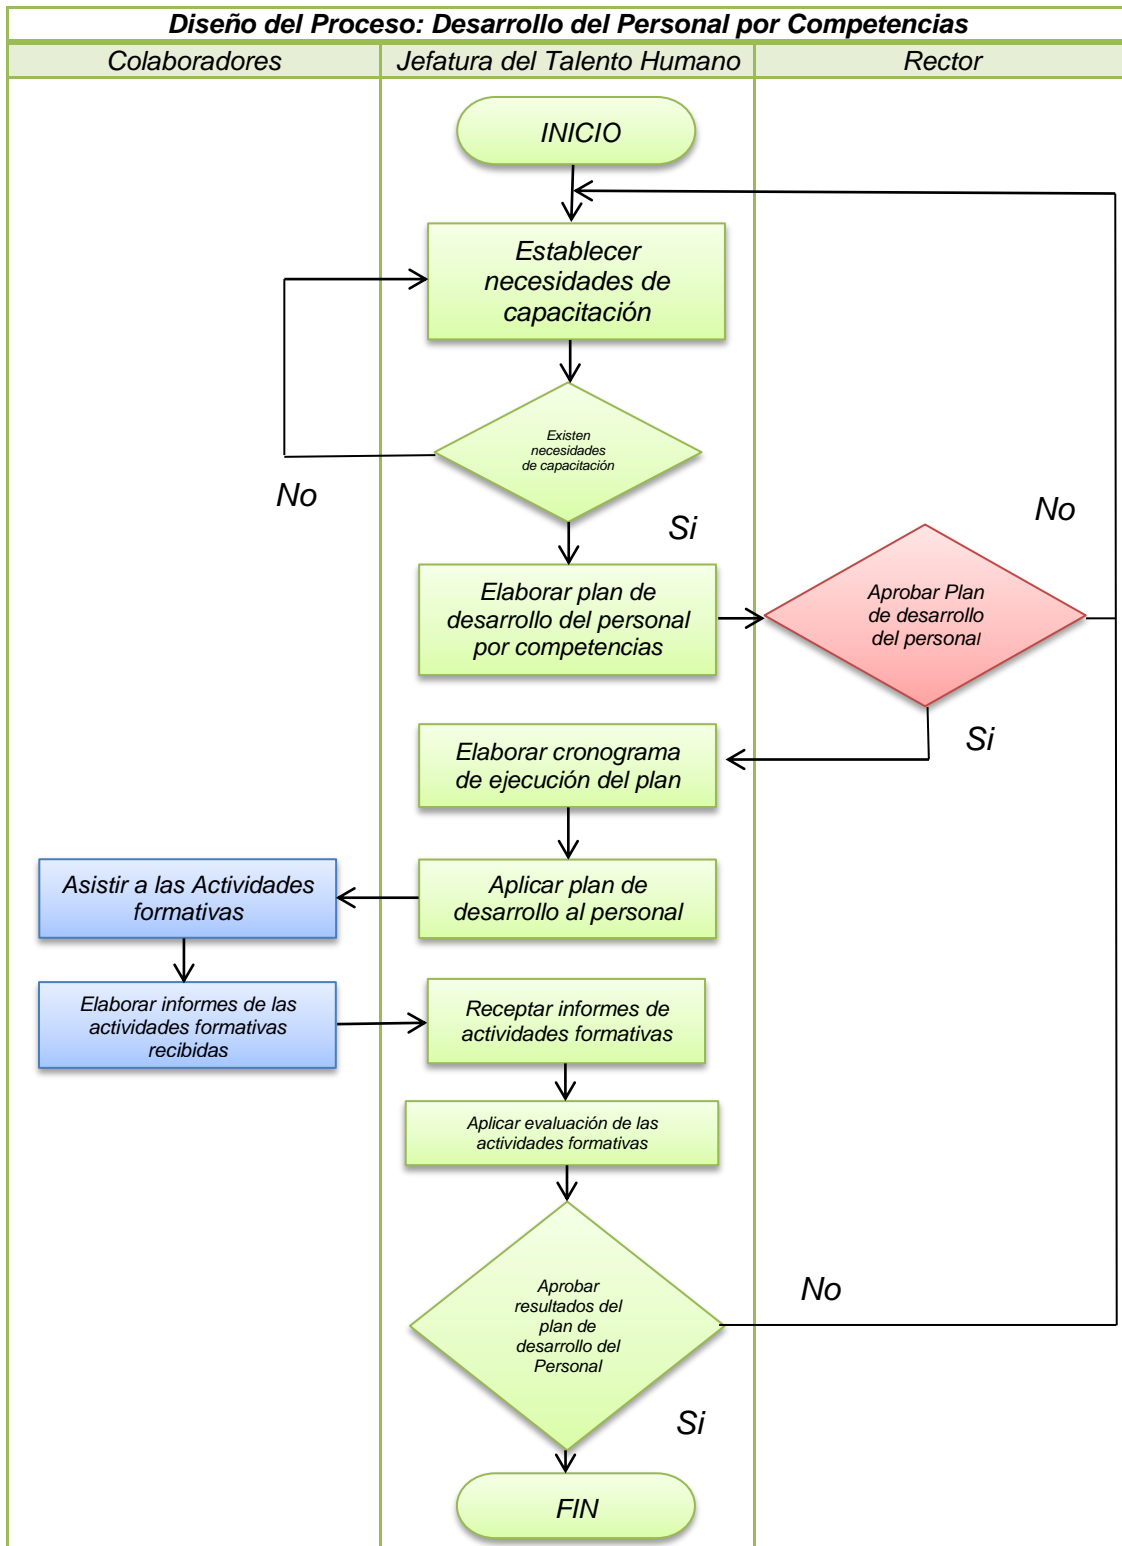 Diseño del Proceso: Desarrollo del Personal por Competencias
Colaboradores
Jefatura del Talento Humano
Rector
INICIO
Establecer
necesidades de
capacitación
Existen
necesidades
de capacitación
No
Si
No
Elaborar plan de
desarrollo del personal
por competencias
Aprobar Plan
de desarrollo
del personal
Si
Elaborar cronograma
de ejecución del plan
Asistir a las Actividades
formativas
Aplicar plan de
desarrollo al personal
Elaborar informes de las
actividades formativas
recibidas
Receptar informes de
actividades formativas
Aplicar evaluación de las
actividades formativas
Aprobar
resultados del
plan de
desarrollo del
Personal
No
Si
FIN